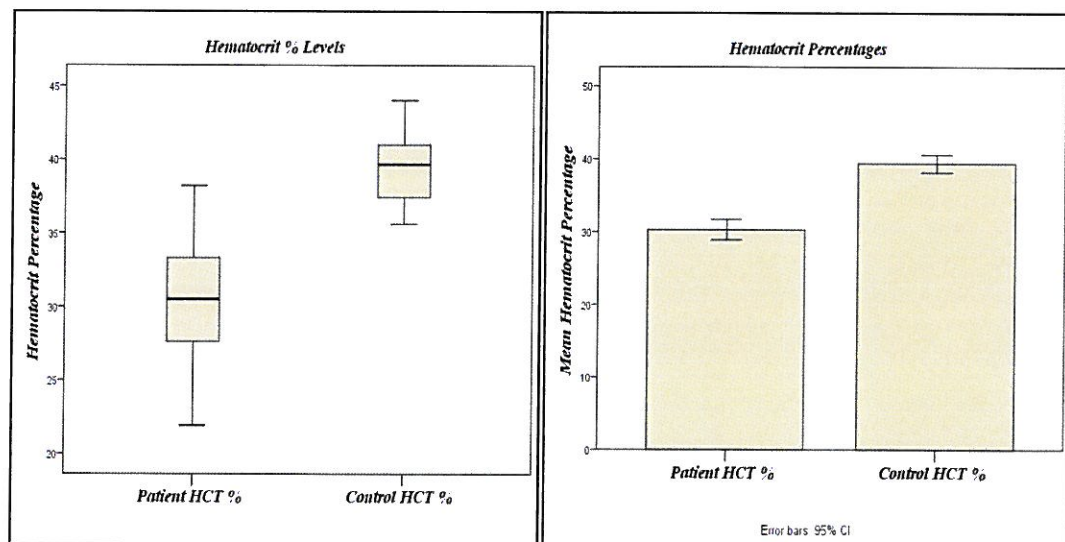 Hematocrit % Levels
45
40
35
30
25
20
Hematocrit Percentage
Patient HCT %
Control HCT %
Hematocrit Percentages
50
40
30
20
10
0
Mean Hematocrit Percentage
Patient HCT %
Control HCT %
Error bars 95% CI